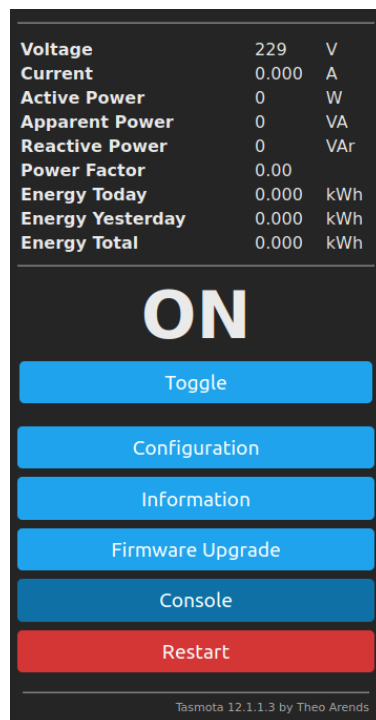 Voltage 229 V
Current 0.000 A
Active Power 0 W
Apparent Power 0 VA
Reactive Power 0 VAr
Power Factor 0.00
Energy Today 0.000 kWh
Energy Yesterday 0.000 kWh
Energy Total 0.000 kWh
ON
Toggle
Configuration
Information
Firmware Upgrade
Console
Restart
Tasmota 12.1.1.3 by Theo Arends